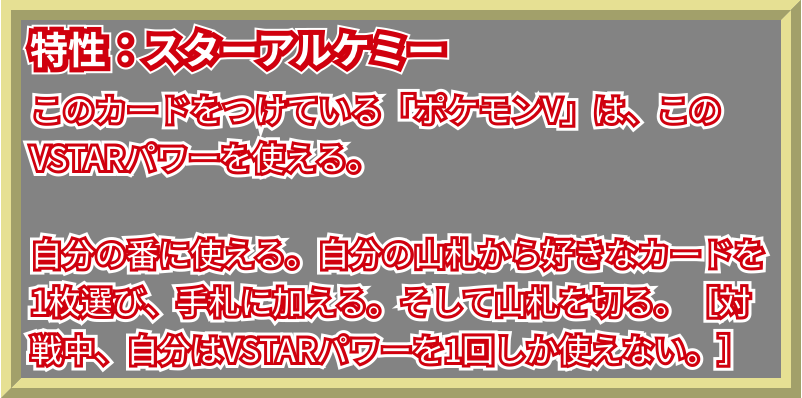 特性：スターアルケミー
このカードをつけている「ポケモンV」は、この
VSTARパワーを使える。
自分の番に使える。自分の山札から好きなカードを
1枚選び、手札に加える。そして山札を切る。［対
戦中、自分はVSTARパワーを1回しか使えない。］